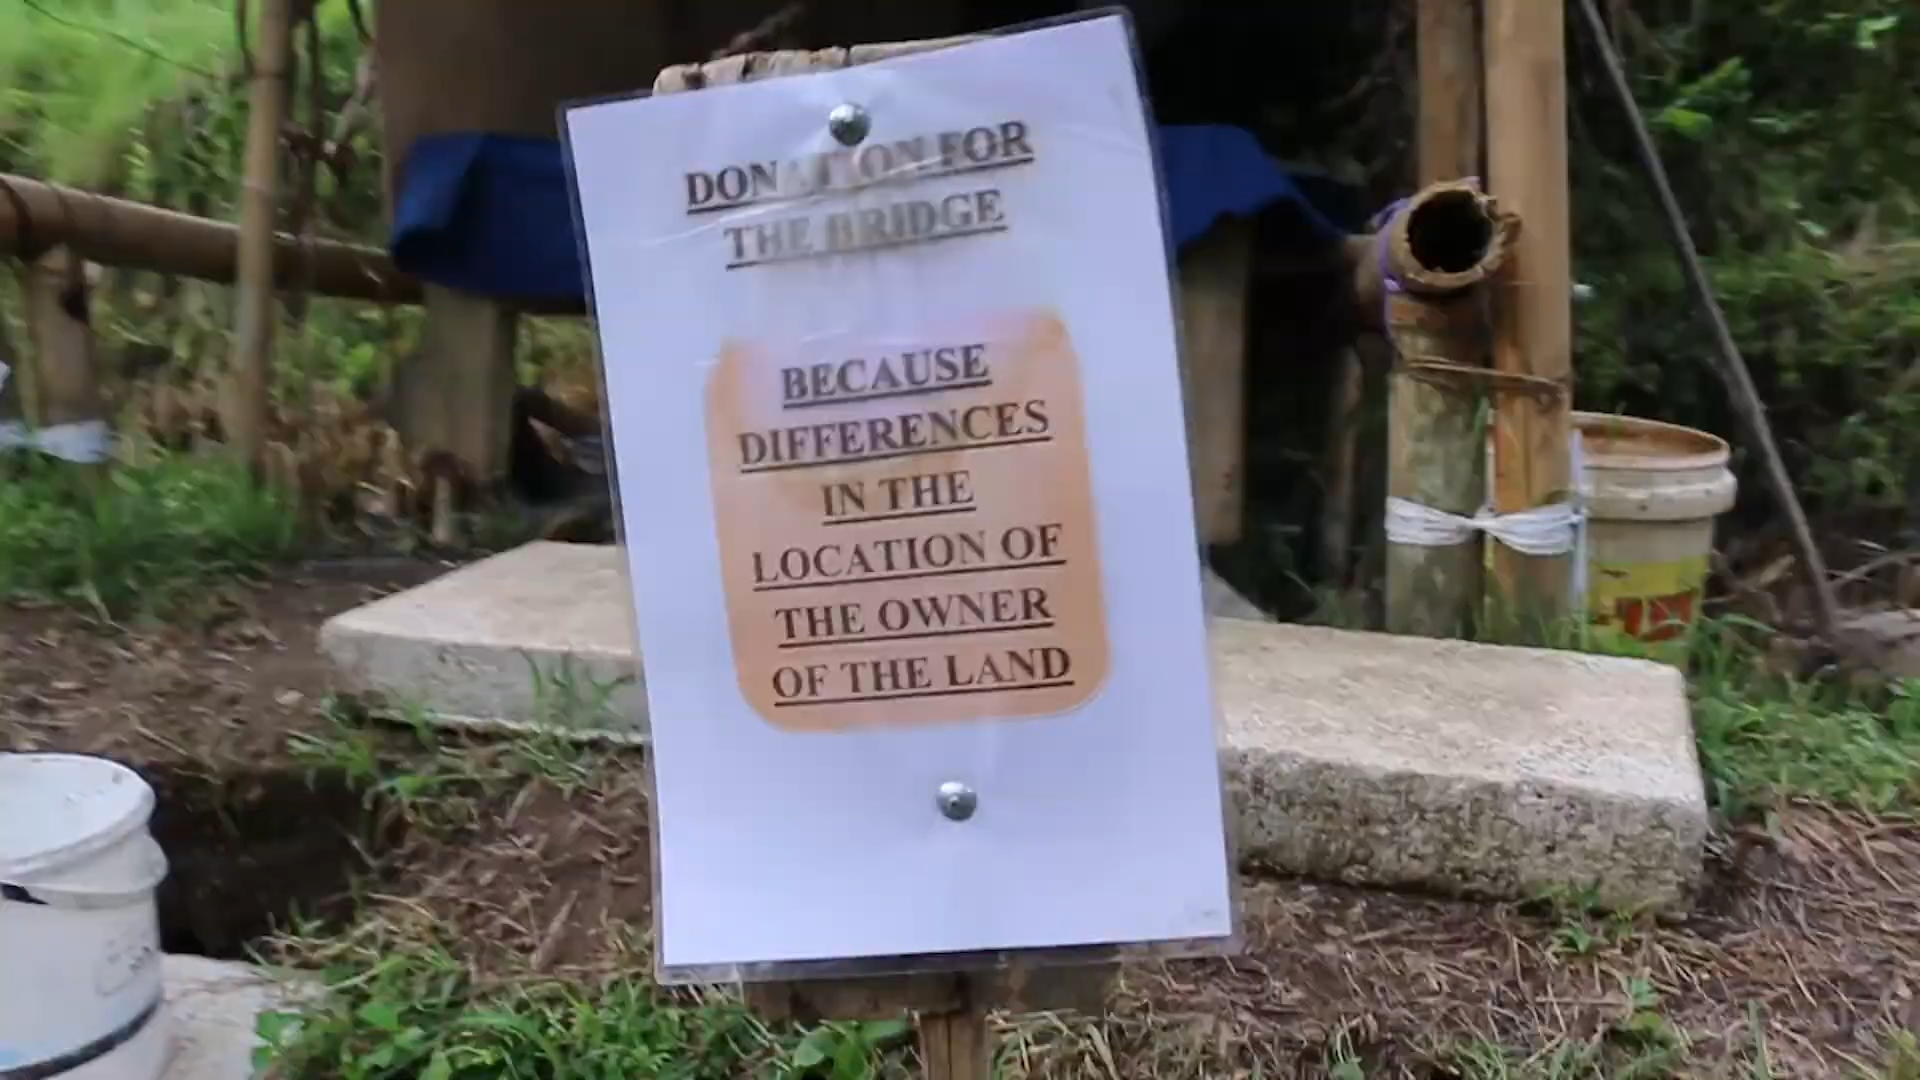 DONATION FOR
THE BRIDGE
BECAUSE
DIFFERENCES
IN THE
LOCATION OF
THE OWNER
OF THE LAND